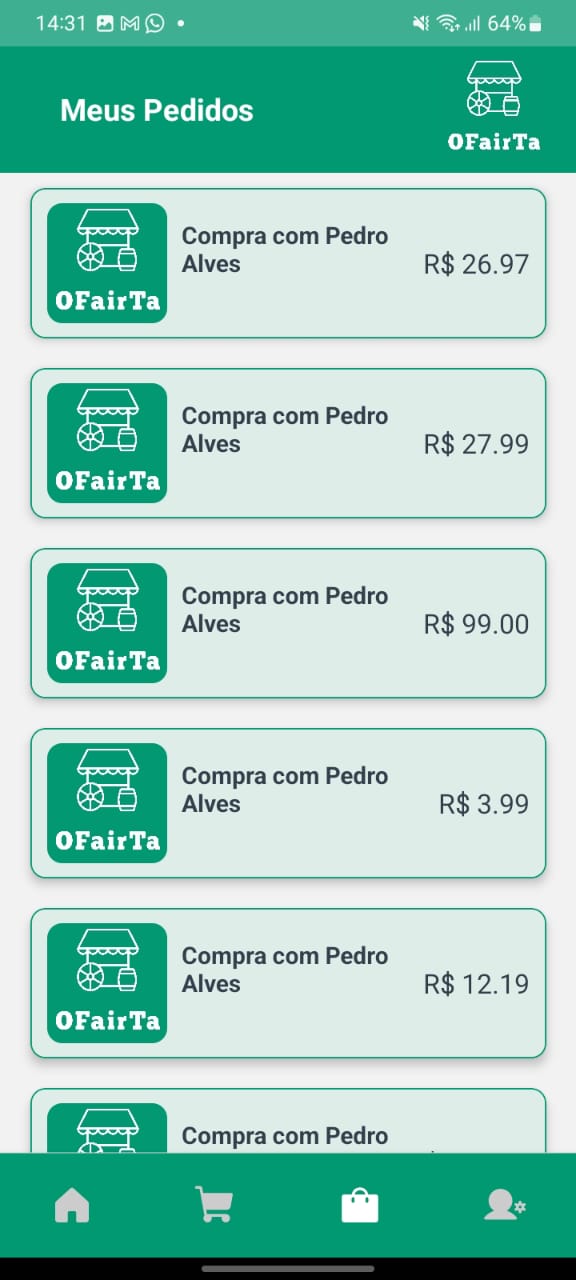 14:31
64%
Meus Pedidos
OFairTa
Compra com Pedro
Alves
R$ 26.97
OFairTa
Compra com Pedro
Alves
R$ 27.99
OFairTa
Compra com Pedro
Alves
R$ 99.00
OFairTa
Compra com Pedro
Alves
R$ 3.99
OFairTa
Compra com Pedro
Alves
R$ 12.19
OFairTa
Compra com Pedro